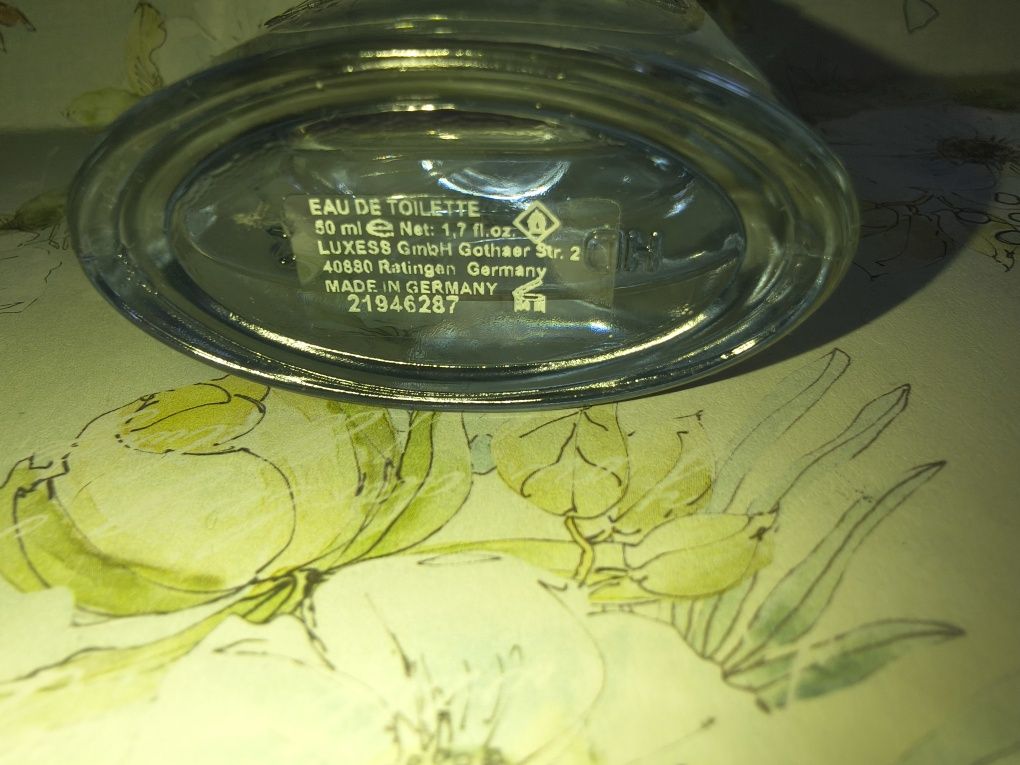 EAU DE TOILETTE
50 ml ℮ Net: 1,7 fl.oz.
LUXESS GmbH Gothaer Str. 2
40880 Ratingen Germany
MADE IN GERMANY
21946287